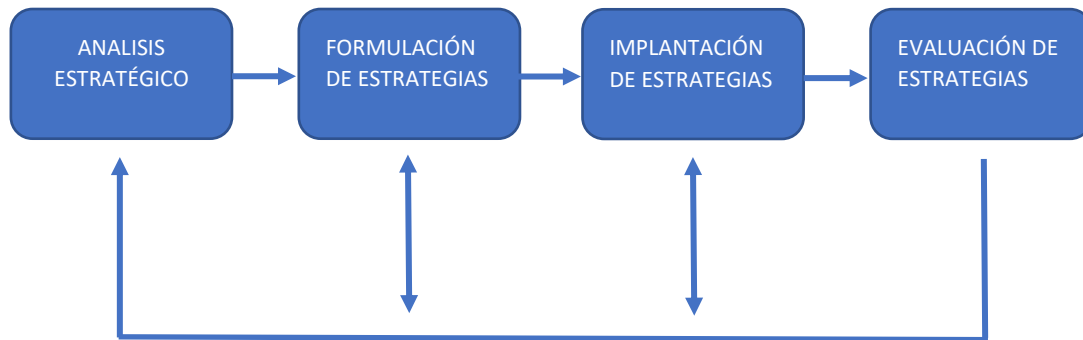 ANALISIS
ESTRATÉGICO
FORMULACIÓN
DE ESTRATEGIAS
IMPLANTACIÓN
DE ESTRATEGIAS
EVALUACIÓN DE
ESTRATEGIAS